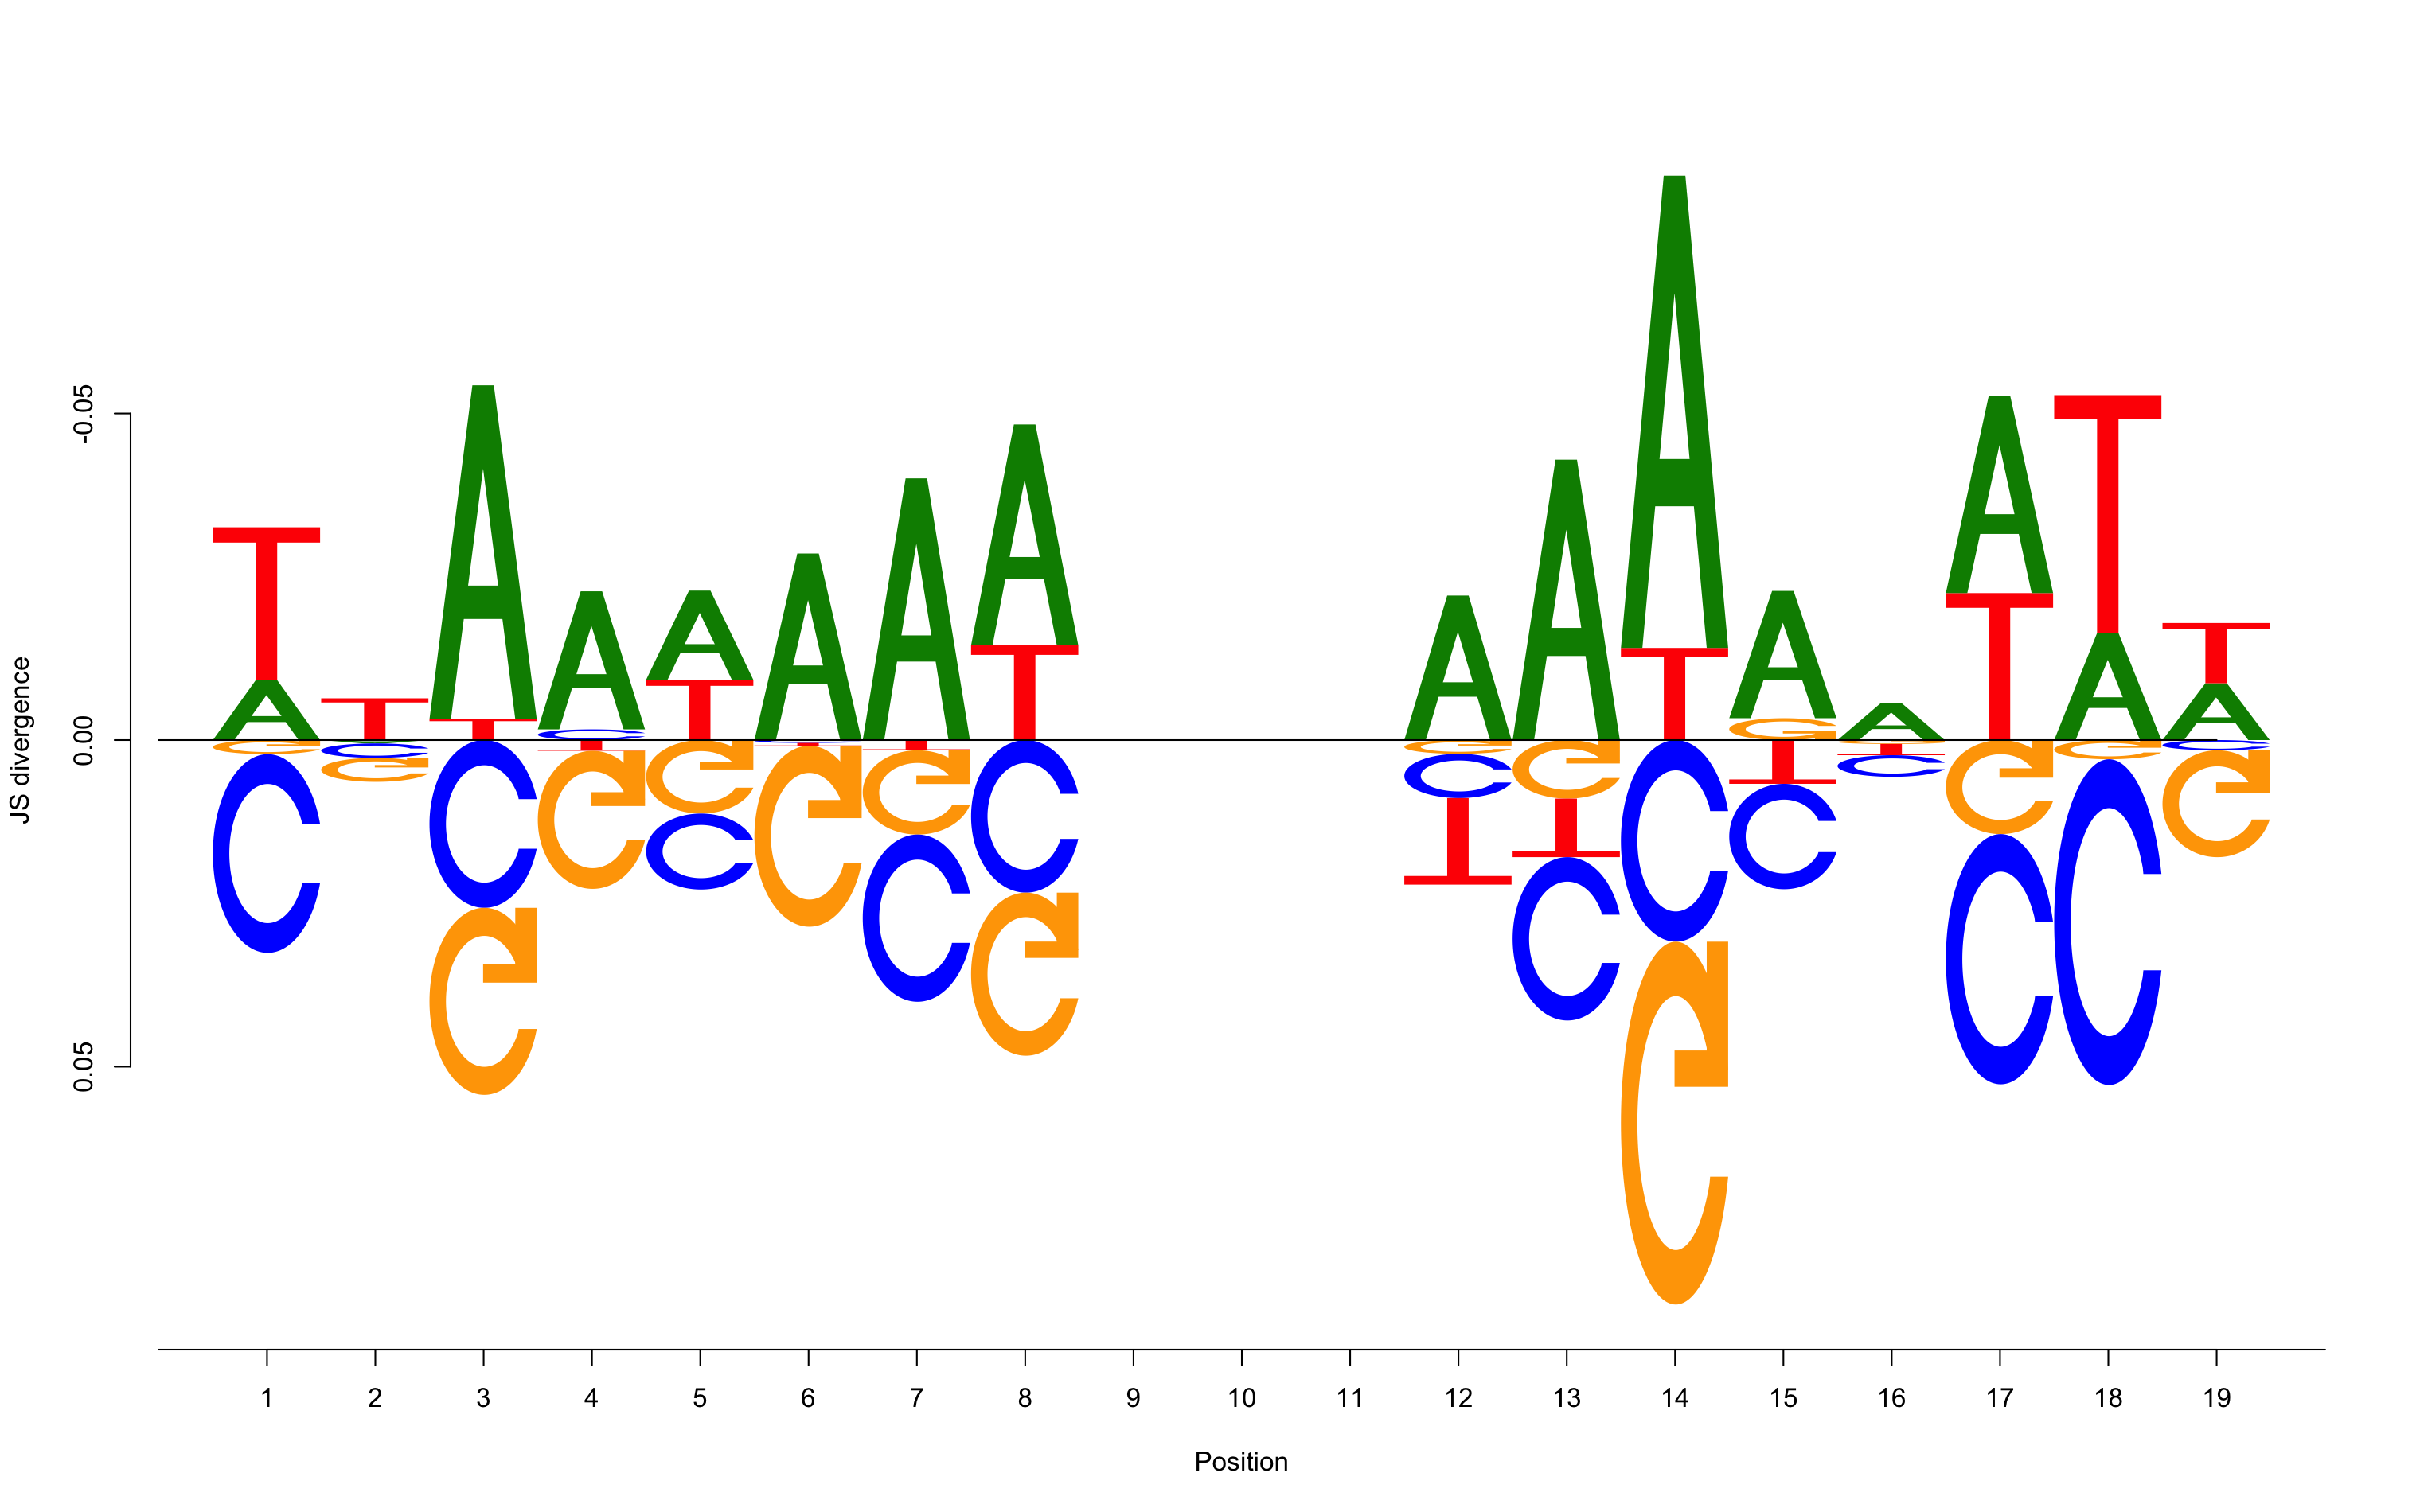 JS divergence
-0.05
0.00
0.05
T A C G
T A C G
A T C G
A C T G
A T G C
A C T G
A T G C
A T C G
A G C T
A G T C
A T C G
A G T C
A G T C
A T G C
T A G C
T A C G
1 2 3 4 5 6 7 8 9 10 11 12 13 14 15 16 17 18 19
Position